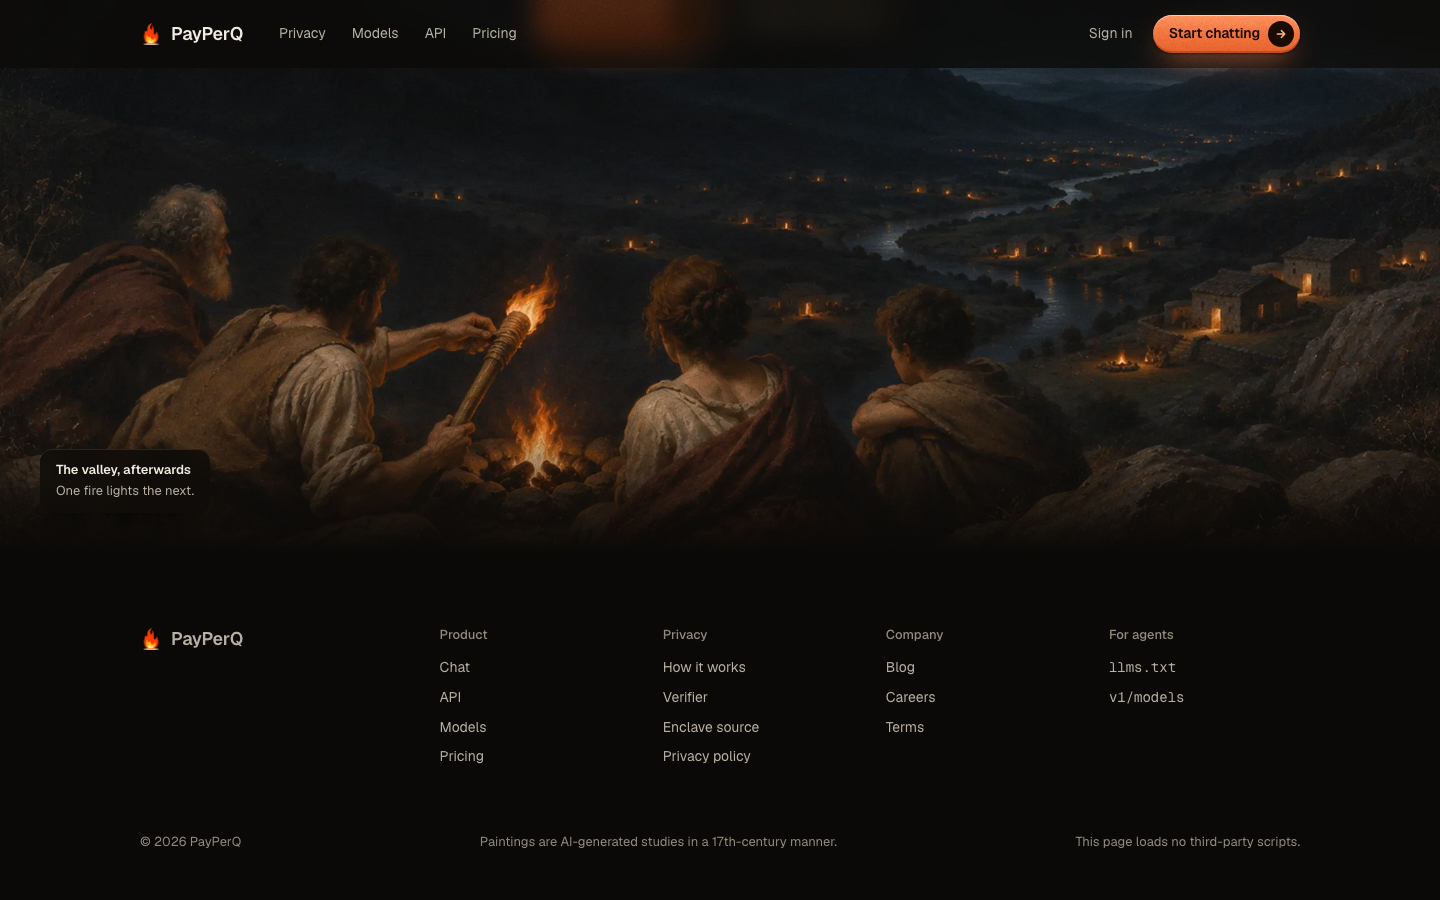 PayPerQ
Privacy
Models
API
Pricing
Sign in
Start chatting
The valley, afterwards
One fire lights the next.
PayPerQ
Product
Chat
API
Models
Pricing
Privacy
How it works
Verifier
Enclave source
Privacy policy
Company
Blog
Careers
Terms
For agents
llms.txt
v1/models
© 2026 PayPerQ
Paintings are AI-generated studies in a 17th-century manner.
This page loads no third-party scripts.